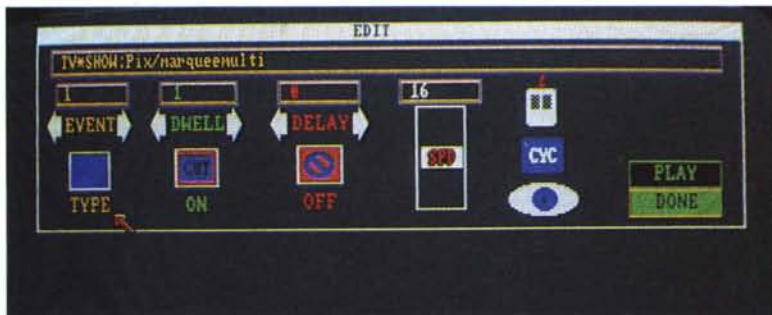 EDIT
TV*SHOW:Pix/marqueemulti
1 1 0 16
EVENT DWELL DELAY
SPD
CUT
CYC
TYPE ON OFF
PLAY
DONE